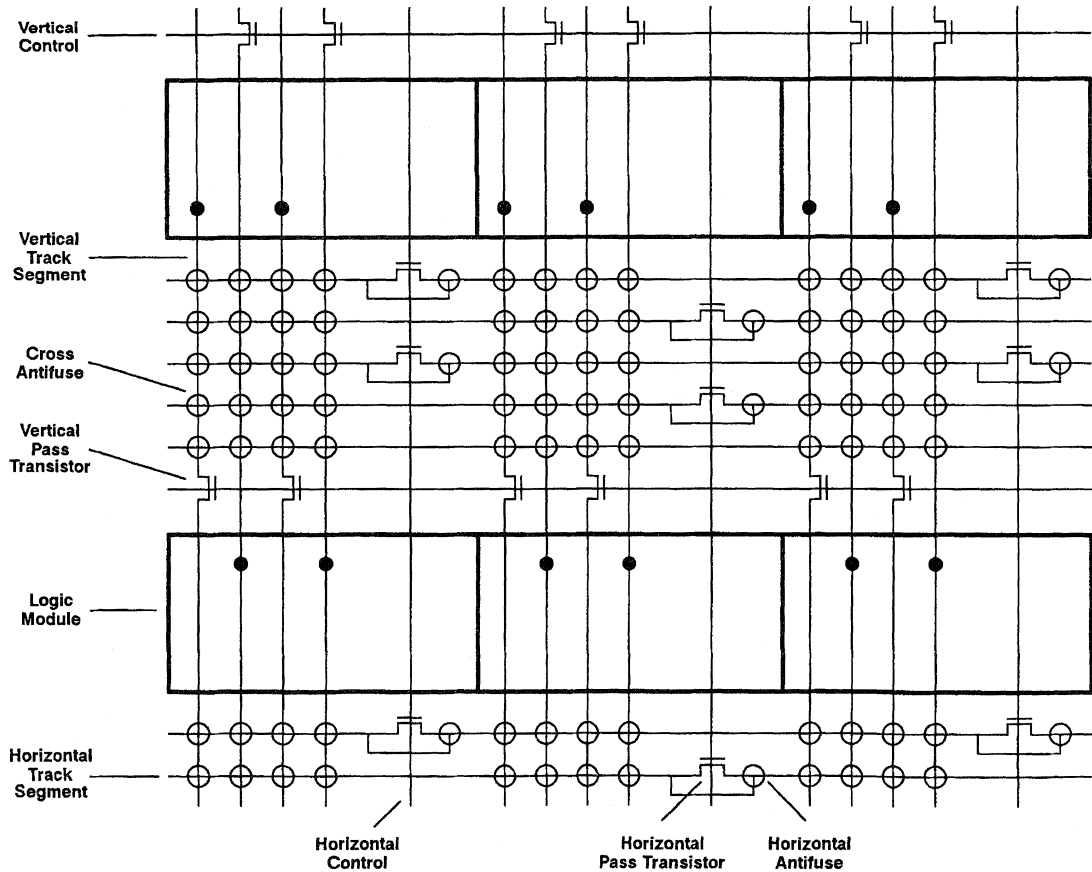 Vertical
Control
Vertical
Track
Segment
Cross
Antifuse
Vertical
Pass
Transistor
Logic
Module
Horizontal
Track
Segment
Horizontal
Control
Horizontal
Pass Transistor
Horizontal
Antifuse